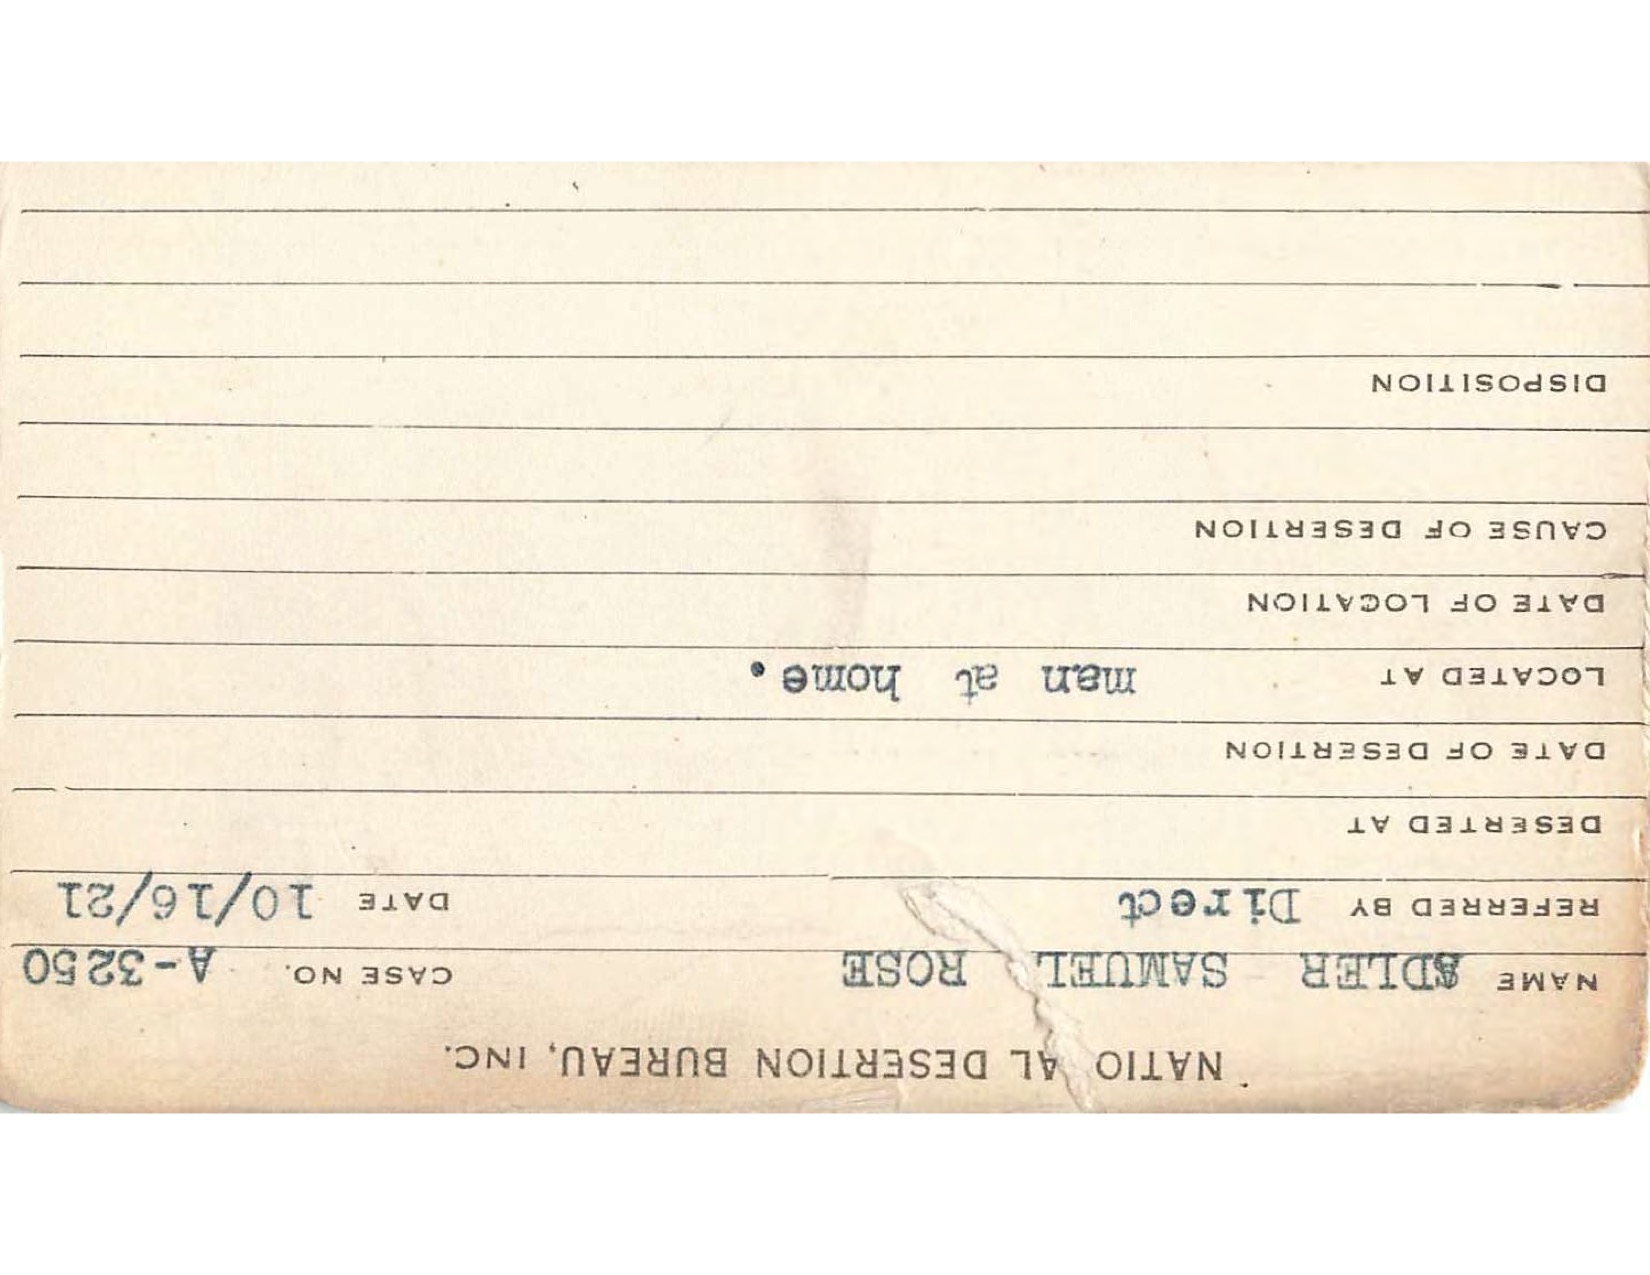 NATIO AL DESERTION BUREAU, INC.
NAME ADLER SAMUEL ROSE CASE NO. A-3250
REFERRED BY Direct DATE 10/16/21
DESERTED AT
DATE OF DESERTION
LOCATED AT man at home.
DATE OF LOCATION
CAUSE OF DESERTION
DISPOSITION